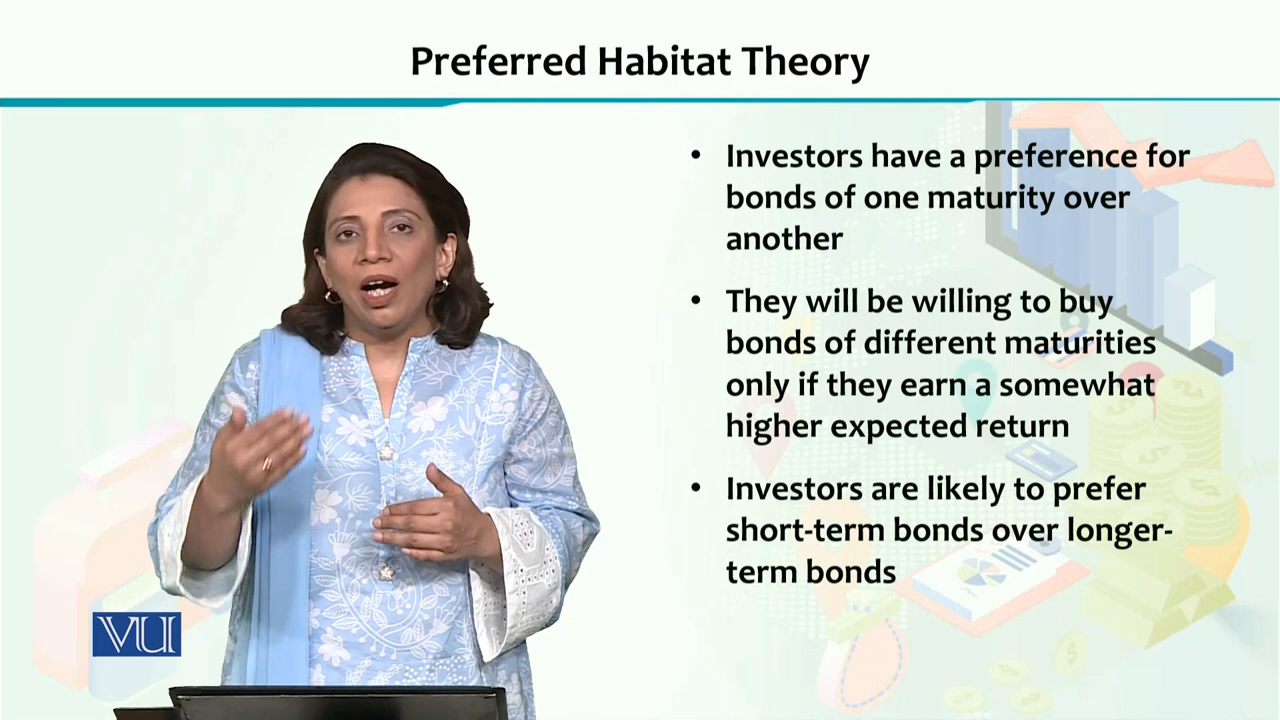 Preferred Habitat Theory
• Investors have a preference for
bonds of one maturity over
another
• They will be willing to buy
bonds of different maturities
only if they earn a somewhat
higher expected return
• Investors are likely to prefer
short-term bonds over longer-
term bonds
VU